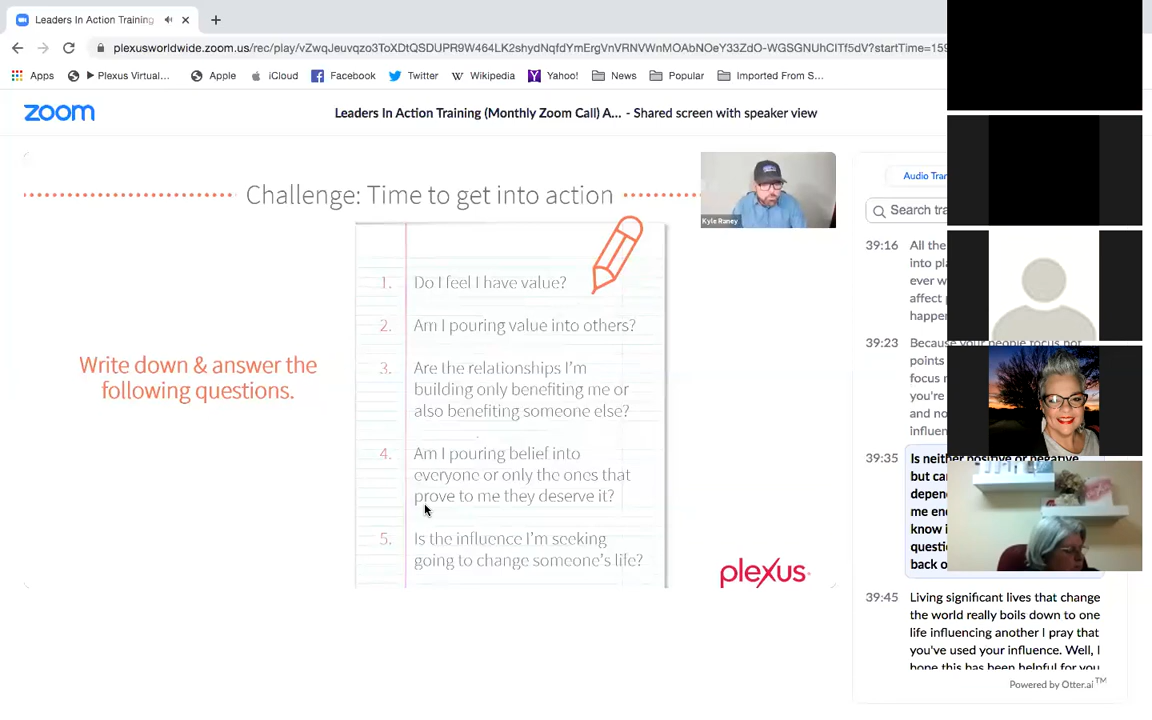 Leaders In Action Training
plexusworldwide.zoom.us/rec/play/vZwqJeuvqzo3ToXDtQSDUPR9W464LK2shydNqfdYmErgVnVRNVWnMOAbNOeY33ZdO-WGSGNUhCITf5dV?startTime=159
Apps
Plexus Virtual...
Apple
iCloud
Facebook
Twitter
Wikipedia
Yahoo!
News
Popular
Imported From S...
zoom
Leaders In Action Training (Monthly Zoom Call) A... - Shared screen with speaker view
Challenge: Time to get into action
Kyle Raney
Write down & answer the
following questions.
1. Do I feel I have value?
2. Am I pouring value into others?
3. Are the relationships I'm
building only benefiting me or
also benefiting someone else?
4. Am I pouring belief into
everyone or only the ones that
prove to me they deserve it?
5. Is the influence I'm seeking
going to change someone's life?
plexus
Audio Tran
Search tra
39:16 All the
into pla
ever w
affect
happe
39:23 Because your people focus not
points
focus
you're
and no
influen
39:35 Is neither positive or negative
but ca
depen
me en
know i
questi
back o
39:45 Living significant lives that change
the world really boils down to one
life influencing another I pray that
you've used your influence. Well, I
hope this has been helpful for you
Powered by Otter.ai™